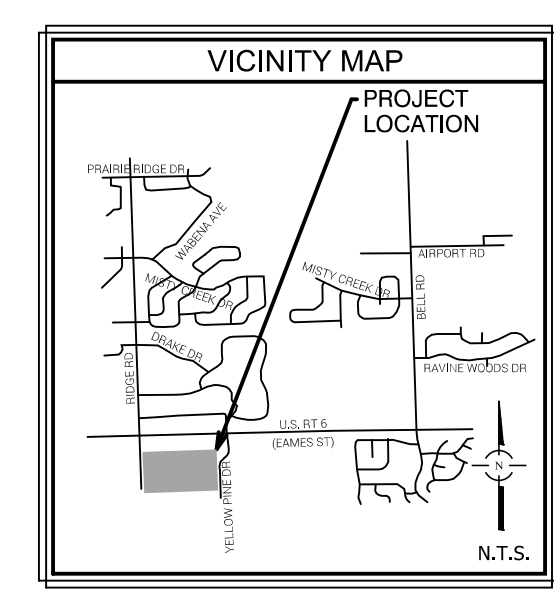 VICINITY MAP
PROJECT
LOCATION
PRAIRIE RIDGE DR
WABENA AVE
AIRPORT RD
MISTY CREEK DR
MISTY CREEK DR
BELL RD
DRAKE DR
RIDGE RD
RAVINE WOODS DR
U.S. RT 6
(EAMES ST)
YELLOW PINE DR
N
N.T.S.